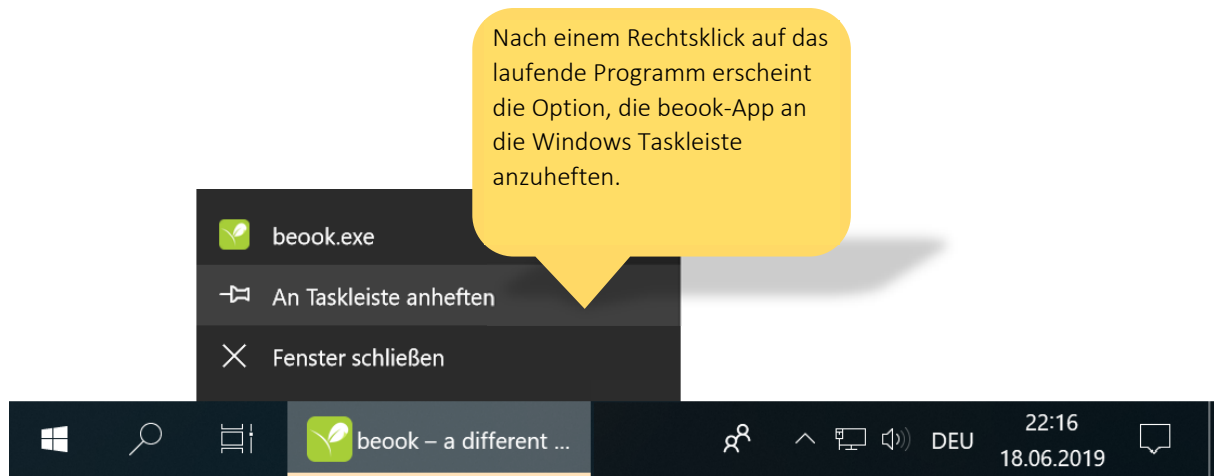 Nach einem Rechtsklick auf das
laufende Programm erscheint
die Option, die beook-App an
die Windows Taskleiste
anzuheften.
beook.exe
An Taskleiste anheften
Fenster schließen
beook – a different ...
DEU
22:16
18.06.2019